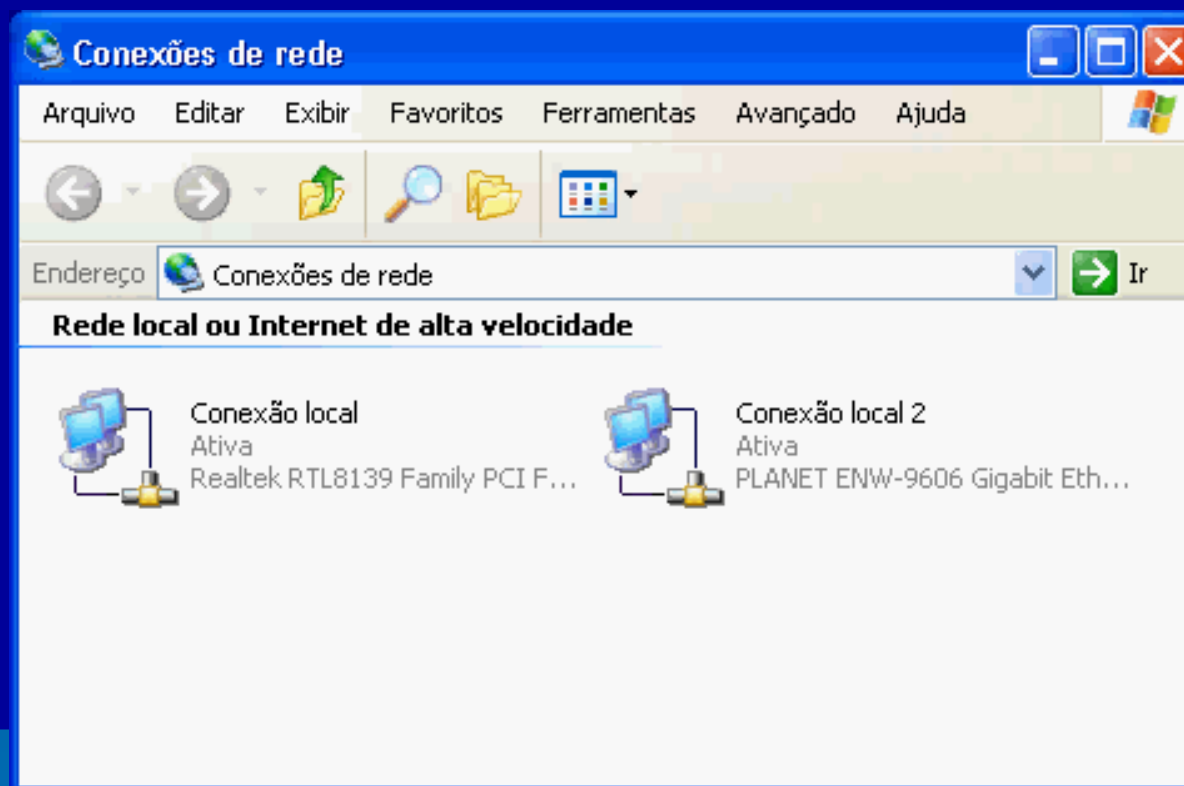 Conexões de rede
Arquivo Editar Exibir Favoritos Ferramentas Avançado Ajuda
Endereço Conexões de rede Ir
Rede local ou Internet de alta velocidade
Conexão local
Ativa
Realtek RTL8139 Family PCI F...
Conexão local 2
Ativa
PLANET ENW-9606 Gigabit Eth...